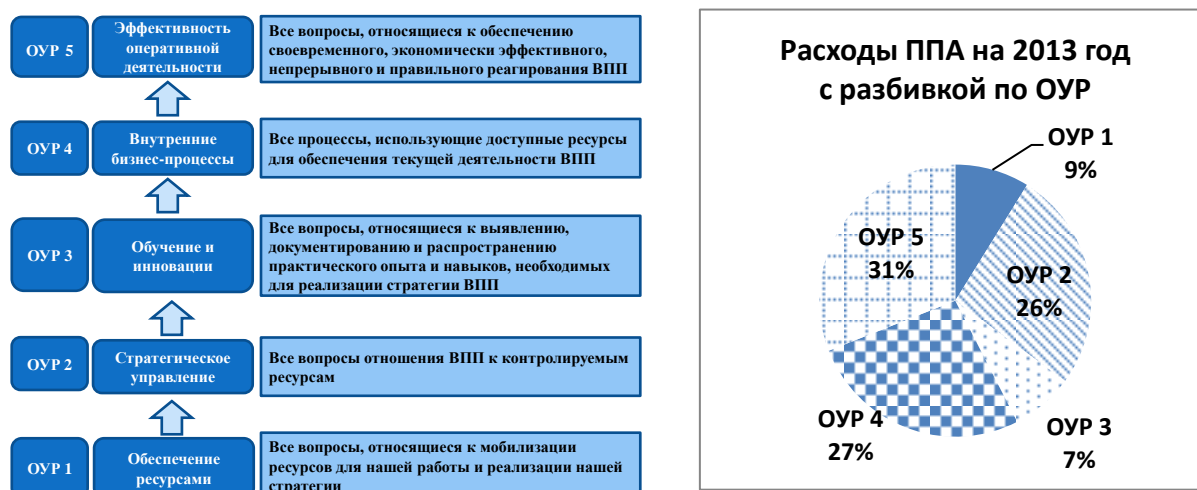 ОУР 5
Эффективность
оперативной
деятельности
Все вопросы, относящиеся к обеспечению
своевременного, экономически эффективного,
непрерывного и правильного реагирования ВПП
ОУР 4
Внутренние
бизнес-процессы
Все процессы, использующие доступные ресурсы
для обеспечения текущей деятельности ВПП
ОУР 3
Обучение и
инновации
Все вопросы, относящиеся к выявлению,
документированию и распространению
практического опыта и навыков, необходимых
для реализации стратегии ВПП
ОУР 2
Стратегическое
управление
Все вопросы отношения ВПП к контролируемым
ресурсам
ОУР 1
Обеспечение
ресурсами
Все вопросы, относящиеся к мобилизации
ресурсов для нашей работы и реализации нашей
стратегии
Расходы ППА на 2013 год
с разбивкой по ОУР
ОУР 1
9%
ОУР 2
26%
ОУР 3
7%
ОУР 4
27%
ОУР 5
31%